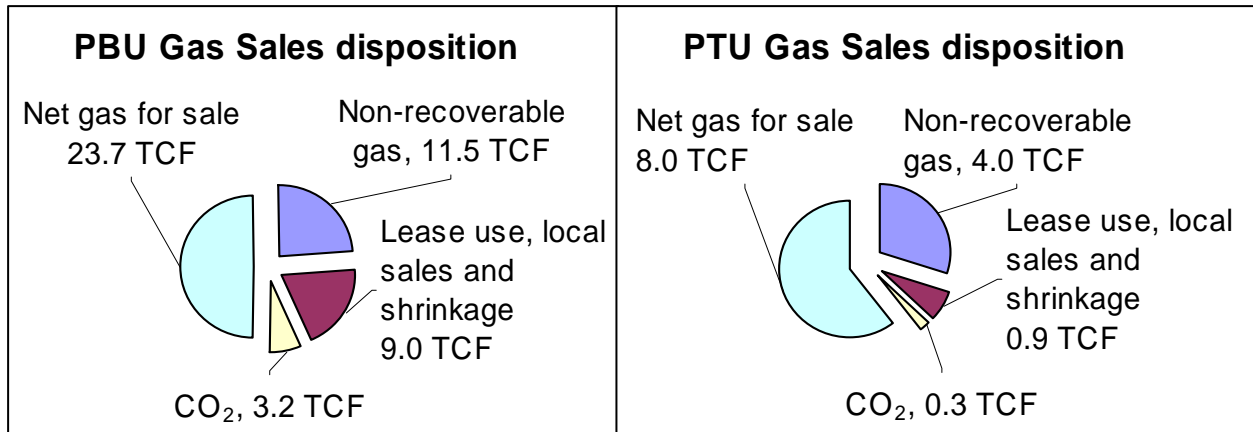 PBU Gas Sales disposition
Net gas for sale
23.7 TCF
Non-recoverable
gas, 11.5 TCF
Lease use, local
sales and
shrinkage
9.0 TCF
CO₂, 3.2 TCF
PTU Gas Sales disposition
Net gas for sale
8.0 TCF
Non-recoverable
gas, 4.0 TCF
Lease use, local
sales and
shrinkage
0.9 TCF
CO₂, 0.3 TCF